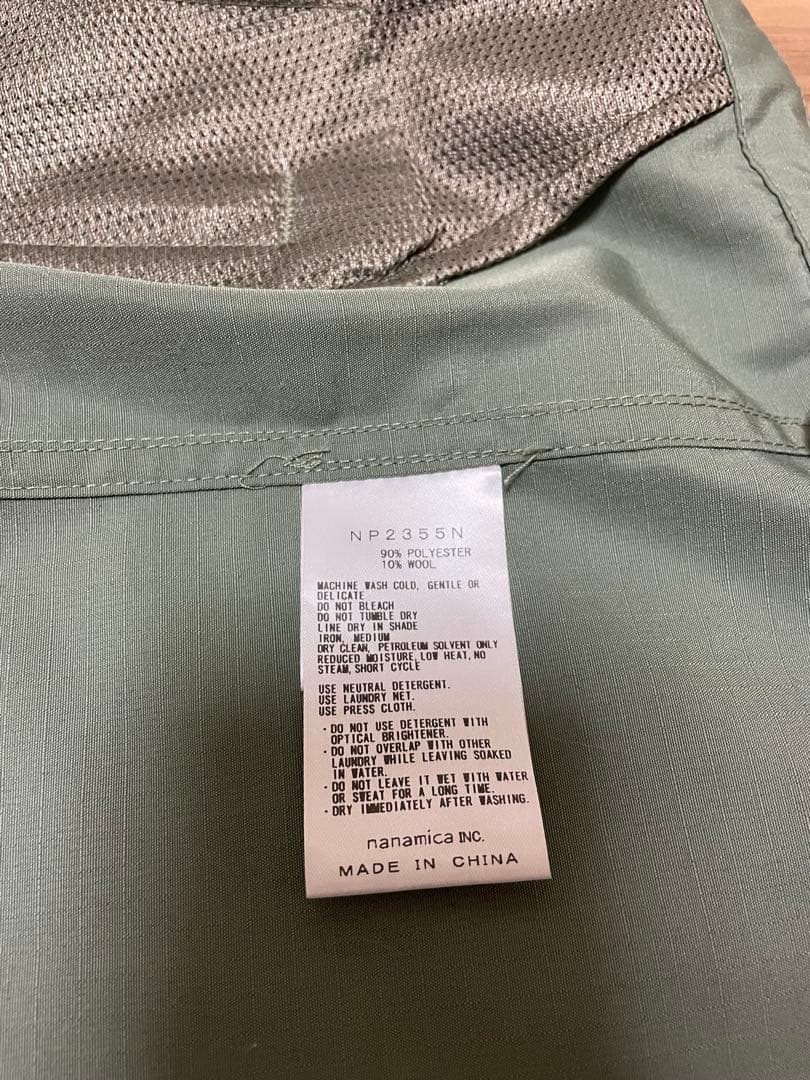 NP2355N
90% POLYESTER
10% WOOL
MACHINE WASH COLD, GENTLE OR
DELICATE
DO NOT BLEACH
DO NOT TUMBLE DRY
LINE DRY IN SHADE
IRON, MEDIUM
DRY CLEAN, PETROLEUM SOLVENT ONLY
REDUCED MOISTURE, LOW HEAT, NO
STEAM, SHORT CYCLE
USE NEUTRAL DETERGENT.
USE LAUNDRY NET.
USE PRESS CLOTH.
・DO NOT USE DETERGENT WITH
OPTICAL BRIGHTENER.
・DO NOT OVERLAP WITH OTHER
LAUNDRY WHILE LEAVING SOAKED
IN WATER.
・DO NOT LEAVE IT WET WITH WATER
OR SWEAT FOR A LONG TIME.
・DRY IMMEDIATELY AFTER WASHING.
nanamica INC.
MADE IN CHINA